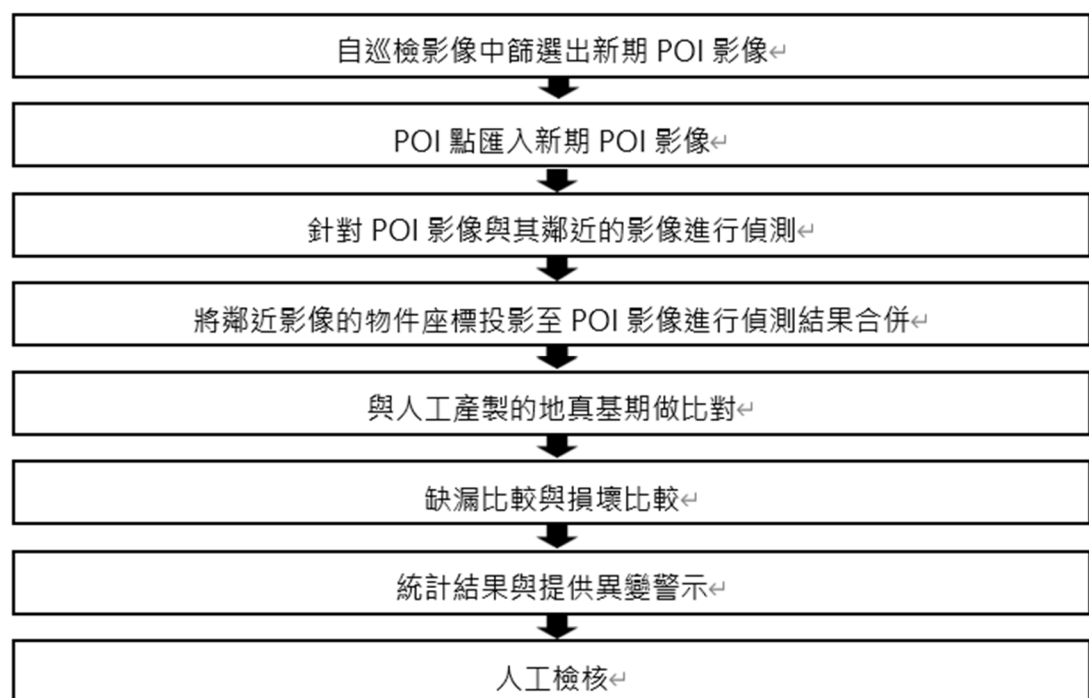 自巡檢影像中篩選出新期 POI 影像↵
POI 點匯入新期 POI 影像↵
針對 POI 影像與其鄰近的影像進行偵測↵
將鄰近影像的物件座標投影至 POI 影像進行偵測結果合併↵
與人工產製的地真基期做比對↵
缺漏比較與損壞比較↵
統計結果與提供異變警示↵
人工檢核↵